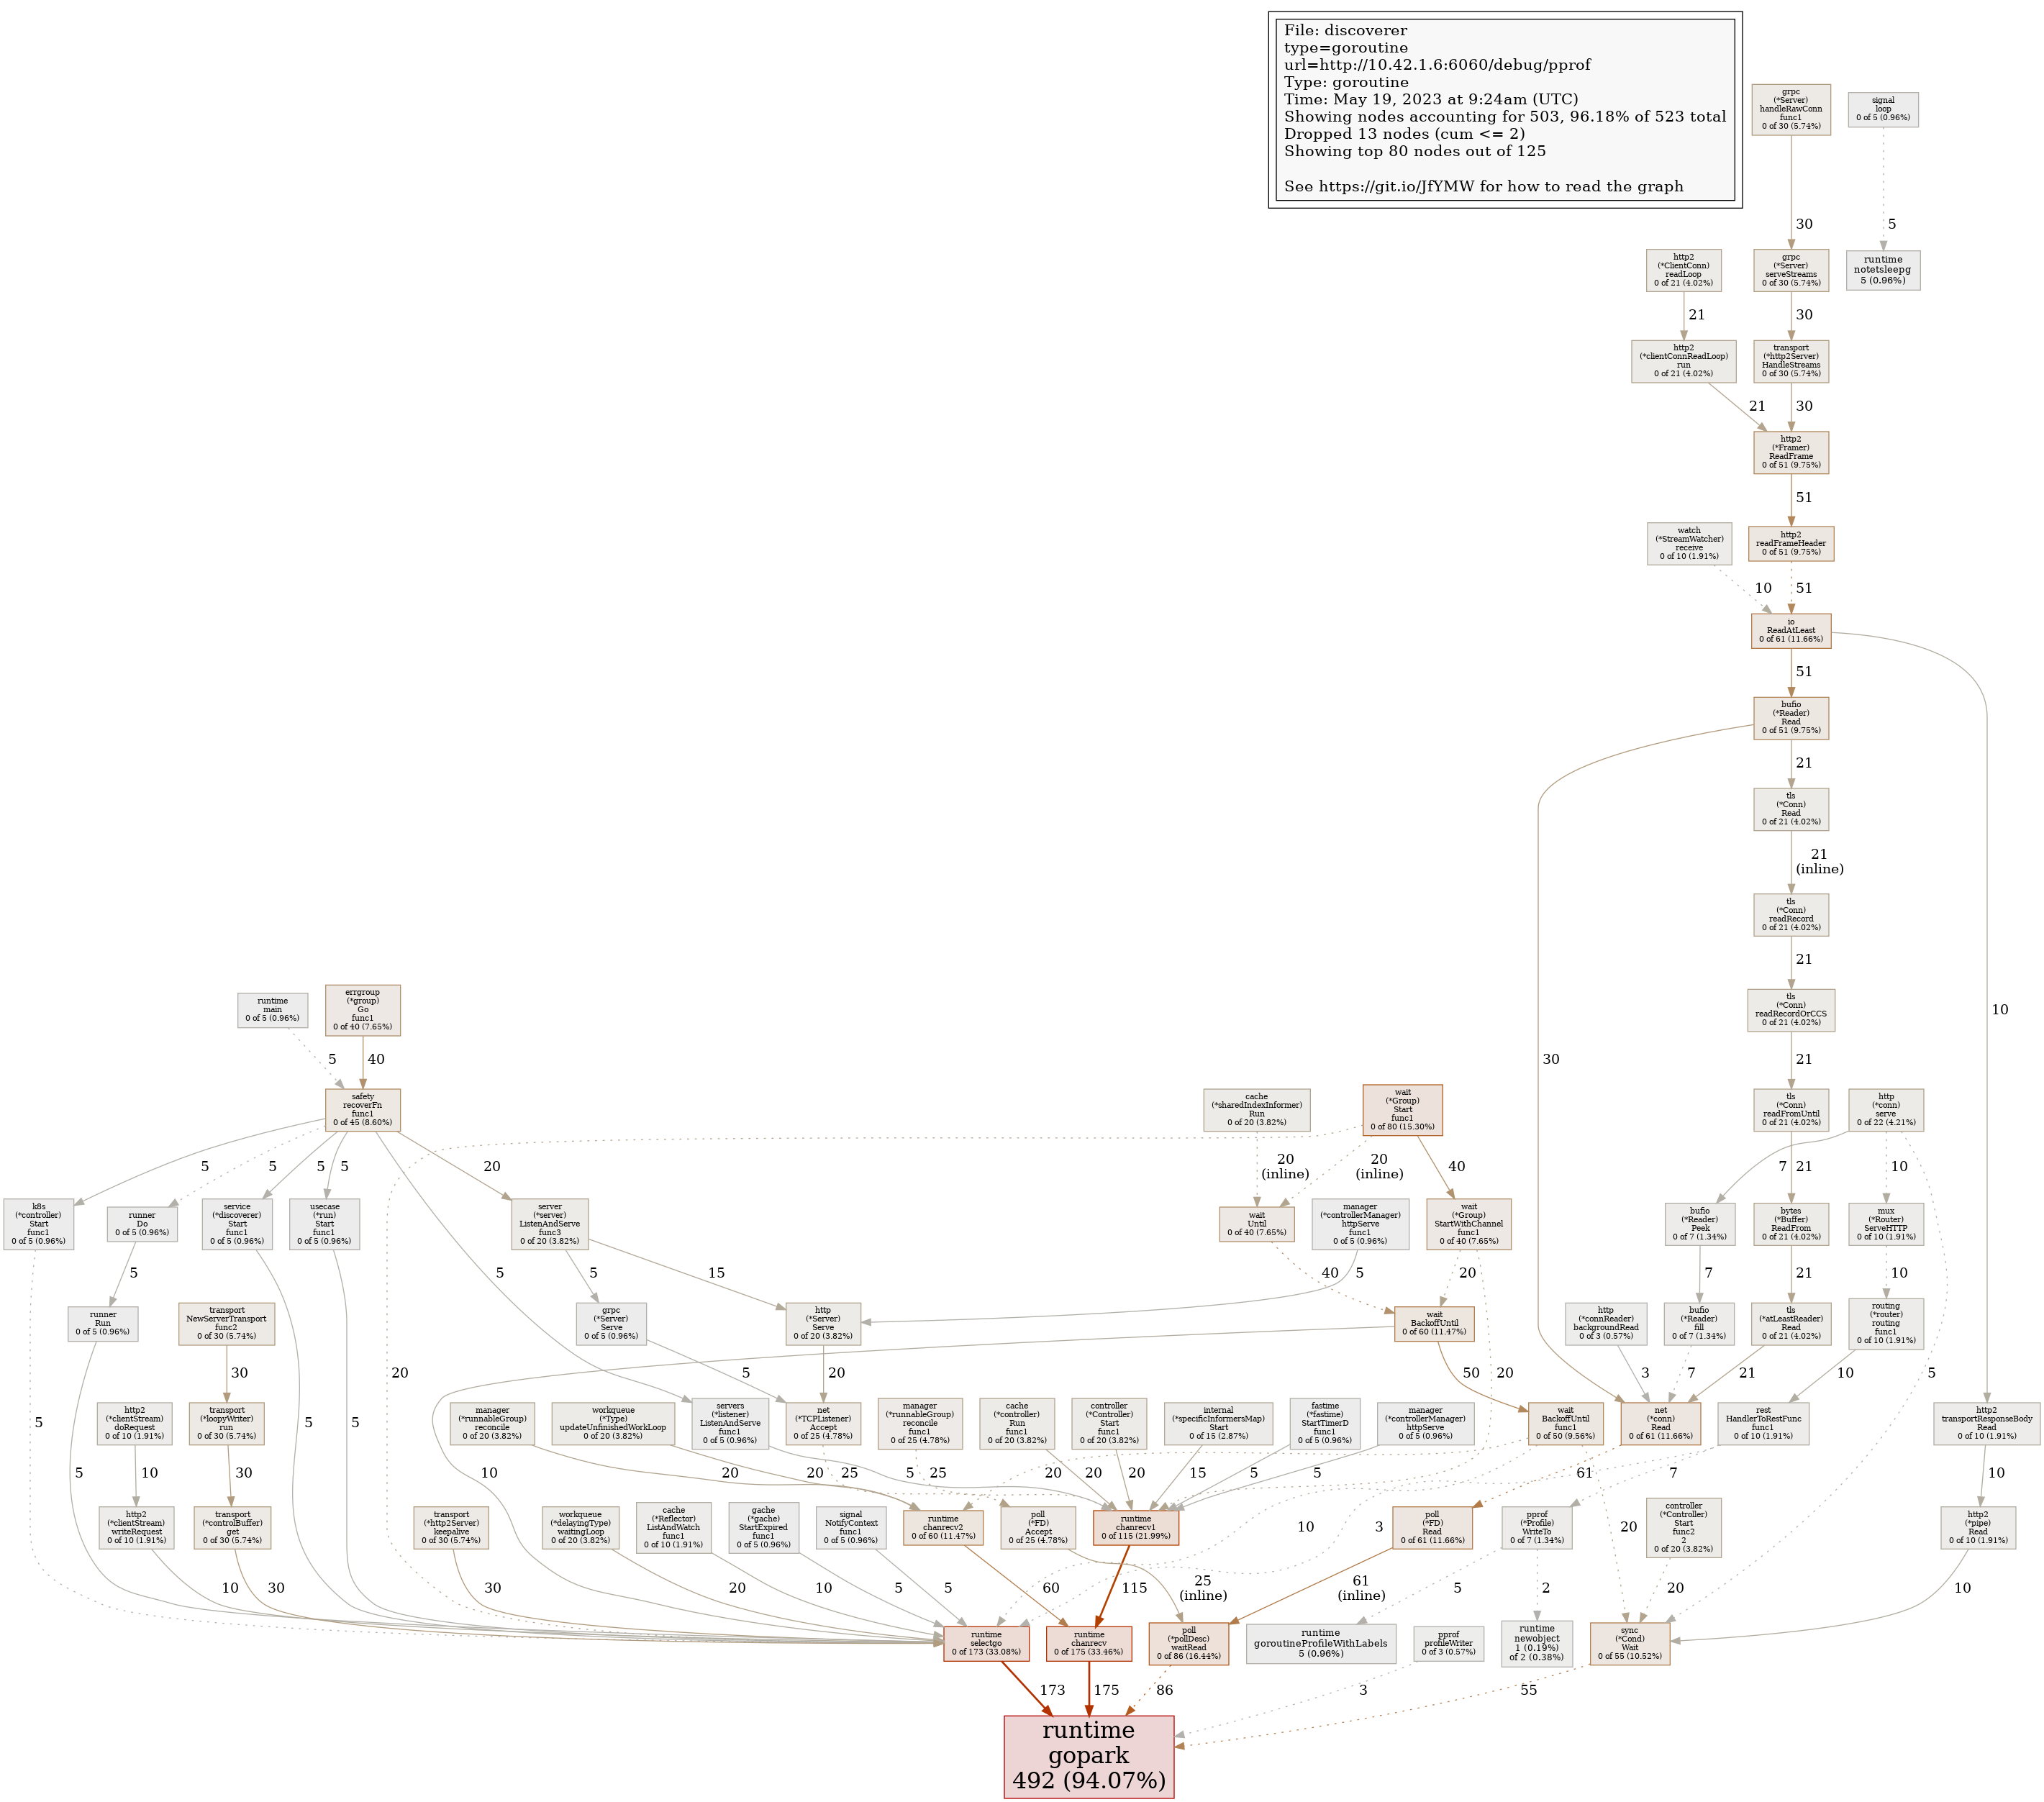 File: discoverer
type=goroutine
url=http://10.42.1.6:6060/debug/pprof
Type: goroutine
Time: May 19, 2023 at 9:24am (UTC)
Showing nodes accounting for 503, 96.18% of 523 total
Dropped 13 nodes (cum <= 2)
Showing top 80 nodes out of 125
See https://git.io/JfYMW for how to read the graph
grpc
(*Server)
handleRawConn
func1
0 of 30 (5.74%)
signal
loop
0 of 5 (0.96%)
30
5
http2
(*ClientConn)
readLoop
0 of 21 (4.02%)
grpc
(*Server)
serveStreams
0 of 30 (5.74%)
runtime
notetsleepg
5 (0.96%)
21
30
http2
(*clientConnReadLoop)
run
0 of 21 (4.02%)
transport
(*http2Server)
HandleStreams
0 of 30 (5.74%)
21
30
http2
(*Framer)
ReadFrame
0 of 51 (9.75%)
51
watch
(*StreamWatcher)
receive
0 of 10 (1.91%)
http2
readFrameHeader
0 of 51 (9.75%)
10
51
io
ReadAtLeast
0 of 61 (11.66%)
51
10
bufio
(*Reader)
Read
0 of 51 (9.75%)
21
30
tls
(*Conn)
Read
0 of 21 (4.02%)
21
(inline)
tls
(*Conn)
readRecord
0 of 21 (4.02%)
21
tls
(*Conn)
readRecordOrCCS
0 of 21 (4.02%)
21
runtime
main
0 of 5 (0.96%)
errgroup
(*group)
Go
func1
0 of 40 (7.65%)
5
40
safety
recoverFn
func1
0 of 45 (8.60%)
cache
(*sharedIndexInformer)
Run
0 of 20 (3.82%)
wait
(*Group)
Start
func1
0 of 80 (15.30%)
tls
(*Conn)
readFromUntil
0 of 21 (4.02%)
http
(*conn)
serve
0 of 22 (4.21%)
5
5
5
5
20
5
20
20
(inline)
20
(inline)
40
7
21
10
5
k8s
(*controller)
Start
func1
0 of 5 (0.96%)
runner
Do
0 of 5 (0.96%)
service
(*discoverer)
Start
func1
0 of 5 (0.96%)
usecase
(*run)
Start
func1
0 of 5 (0.96%)
server
(*server)
ListenAndServe
func3
0 of 20 (3.82%)
wait
Until
0 of 40 (7.65%)
manager
(*controllerManager)
httpServe
func1
0 of 5 (0.96%)
wait
(*Group)
StartWithChannel
func1
0 of 40 (7.65%)
bufio
(*Reader)
Peek
0 of 7 (1.34%)
bytes
(*Buffer)
ReadFrom
0 of 21 (4.02%)
mux
(*Router)
ServeHTTP
0 of 10 (1.91%)
5
5
15
40
5
20
20
7
21
10
runner
Run
0 of 5 (0.96%)
transport
NewServerTransport
func2
0 of 30 (5.74%)
grpc
(*Server)
Serve
0 of 5 (0.96%)
http
(*Server)
Serve
0 of 20 (3.82%)
wait
BackoffUntil
0 of 60 (11.47%)
http
(*connReader)
backgroundRead
0 of 3 (0.57%)
bufio
(*Reader)
fill
0 of 7 (1.34%)
tls
(*atLeastReader)
Read
0 of 21 (4.02%)
routing
(*router)
routing
func1
0 of 10 (1.91%)
30
5
20
10
50
3
7
21
10
http2
(*clientStream)
doRequest
0 of 10 (1.91%)
transport
(*loopyWriter)
run
0 of 30 (5.74%)
manager
(*runnableGroup)
reconcile
0 of 20 (3.82%)
workqueue
(*Type)
updateUnfinishedWorkLoop
0 of 20 (3.82%)
servers
(*listener)
ListenAndServe
func1
0 of 5 (0.96%)
net
(*TCPListener)
Accept
0 of 25 (4.78%)
manager
(*runnableGroup)
reconcile
func1
0 of 25 (4.78%)
cache
(*controller)
Run
func1
0 of 20 (3.82%)
controller
(*Controller)
Start
func1
0 of 20 (3.82%)
internal
(*specificInformersMap)
Start
0 of 15 (2.87%)
fastime
(*fastime)
StartTimerD
func1
0 of 5 (0.96%)
manager
(*controllerManager)
httpServe
0 of 5 (0.96%)
wait
BackoffUntil
func1
0 of 50 (9.56%)
net
(*conn)
Read
0 of 61 (11.66%)
rest
HandlerToRestFunc
func1
0 of 10 (1.91%)
http2
transportResponseBody
Read
0 of 10 (1.91%)
5
5
5
5
10
30
20
20
5
25
25
20
20
15
5
5
20
10
3
20
61
7
10
http2
(*clientStream)
writeRequest
0 of 10 (1.91%)
transport
(*controlBuffer)
get
0 of 30 (5.74%)
transport
(*http2Server)
keepalive
0 of 30 (5.74%)
workqueue
(*delayingType)
waitingLoop
0 of 20 (3.82%)
cache
(*Reflector)
ListAndWatch
func1
0 of 10 (1.91%)
gache
(*gache)
StartExpired
func1
0 of 5 (0.96%)
signal
NotifyContext
func1
0 of 5 (0.96%)
runtime
chanrecv2
0 of 60 (11.47%)
poll
(*FD)
Accept
0 of 25 (4.78%)
runtime
chanrecv1
0 of 115 (21.99%)
poll
(*FD)
Read
0 of 61 (11.66%)
pprof
(*Profile)
WriteTo
0 of 7 (1.34%)
controller
(*Controller)
Start
func2
2
0 of 20 (3.82%)
http2
(*pipe)
Read
0 of 10 (1.91%)
10
30
30
20
10
5
5
60
115
25
(inline)
61
(inline)
5
2
20
10
runtime
selectgo
0 of 173 (33.08%)
runtime
chanrecv
0 of 175 (33.46%)
poll
(*pollDesc)
waitRead
0 of 86 (16.44%)
runtime
goroutineProfileWithLabels
5 (0.96%)
pprof
profileWriter
0 of 3 (0.57%)
runtime
newobject
1 (0.19%)
of 2 (0.38%)
sync
(*Cond)
Wait
0 of 55 (10.52%)
173
175
86
3
55
runtime
gopark
492 (94.07%)